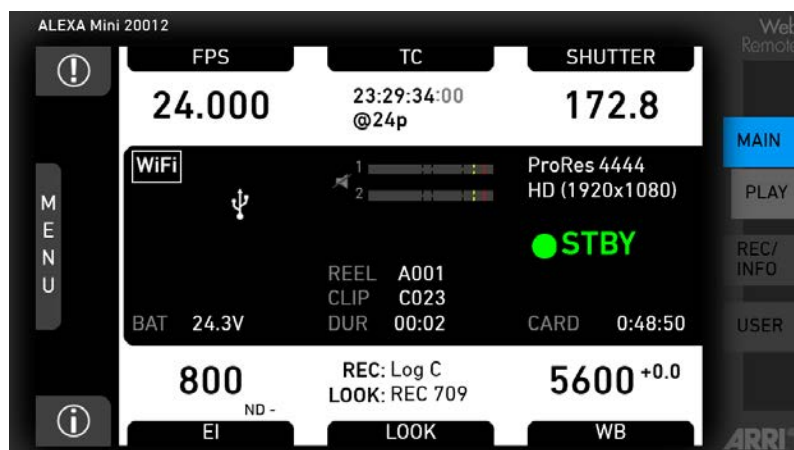 ALEXA Mini 20012
Web
Remote
FPS
TC
SHUTTER
24.000
23:29:34:00
@24p
172.8
MAIN
WiFi
1
2
ProRes 4444
HD (1920x1080)
PLAY
MENU
STBY
REC/
INFO
REEL A001
CLIP C023
BAT 24.3V
DUR 00:02
CARD 0:48:50
USER
800
ND -
REC: Log C
LOOK: REC 709
5600 +0.0
EI
LOOK
WB
ARRI